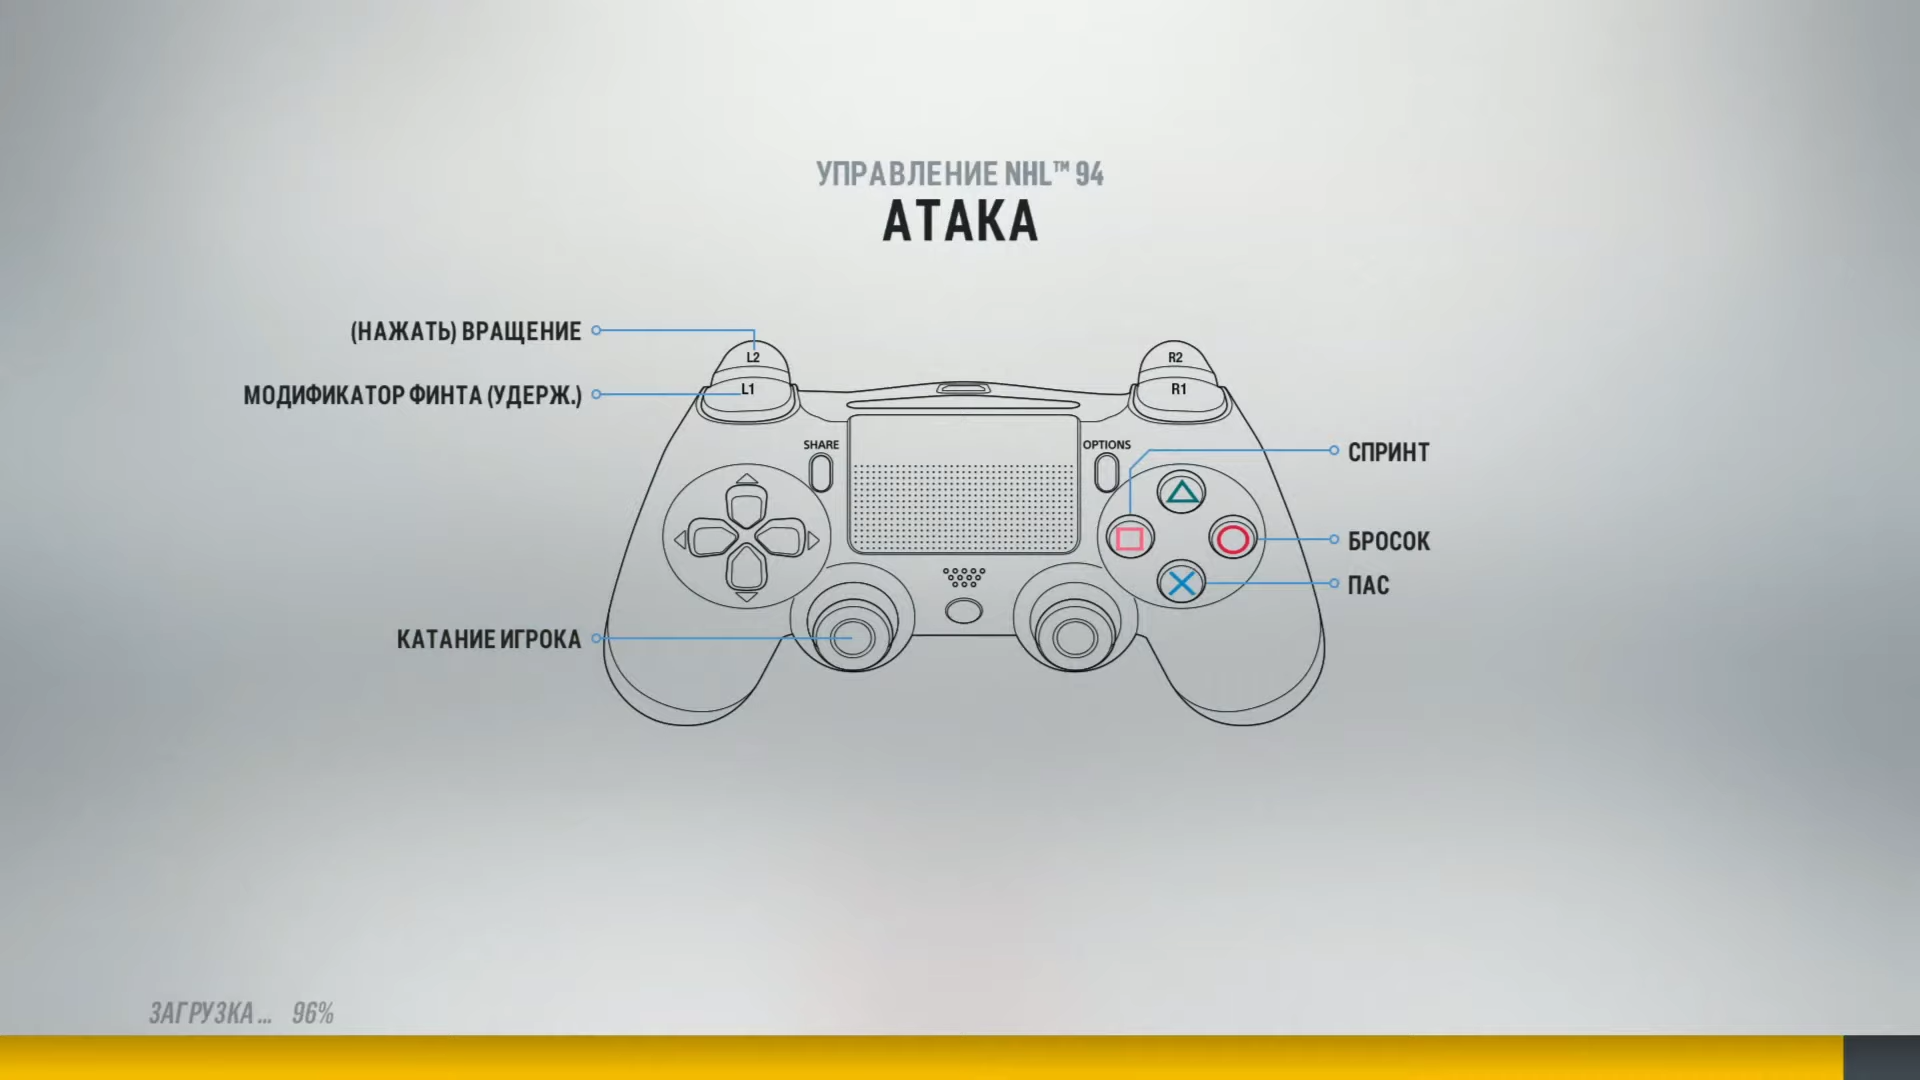 УПРАВЛЕНИЕ NHL™ 94
АТАКА
(НАЖАТЬ) ВРАЩЕНИЕ
L2
R2
МОДИФИКАТОР ФИНТА (УДЕРЖ.)
L1
R1
SHARE
OPTIONS
СПРИНТ
БРОСОК
ПАС
КАТАНИЕ ИГРОКА
ЗАГРУЗКА... 96%